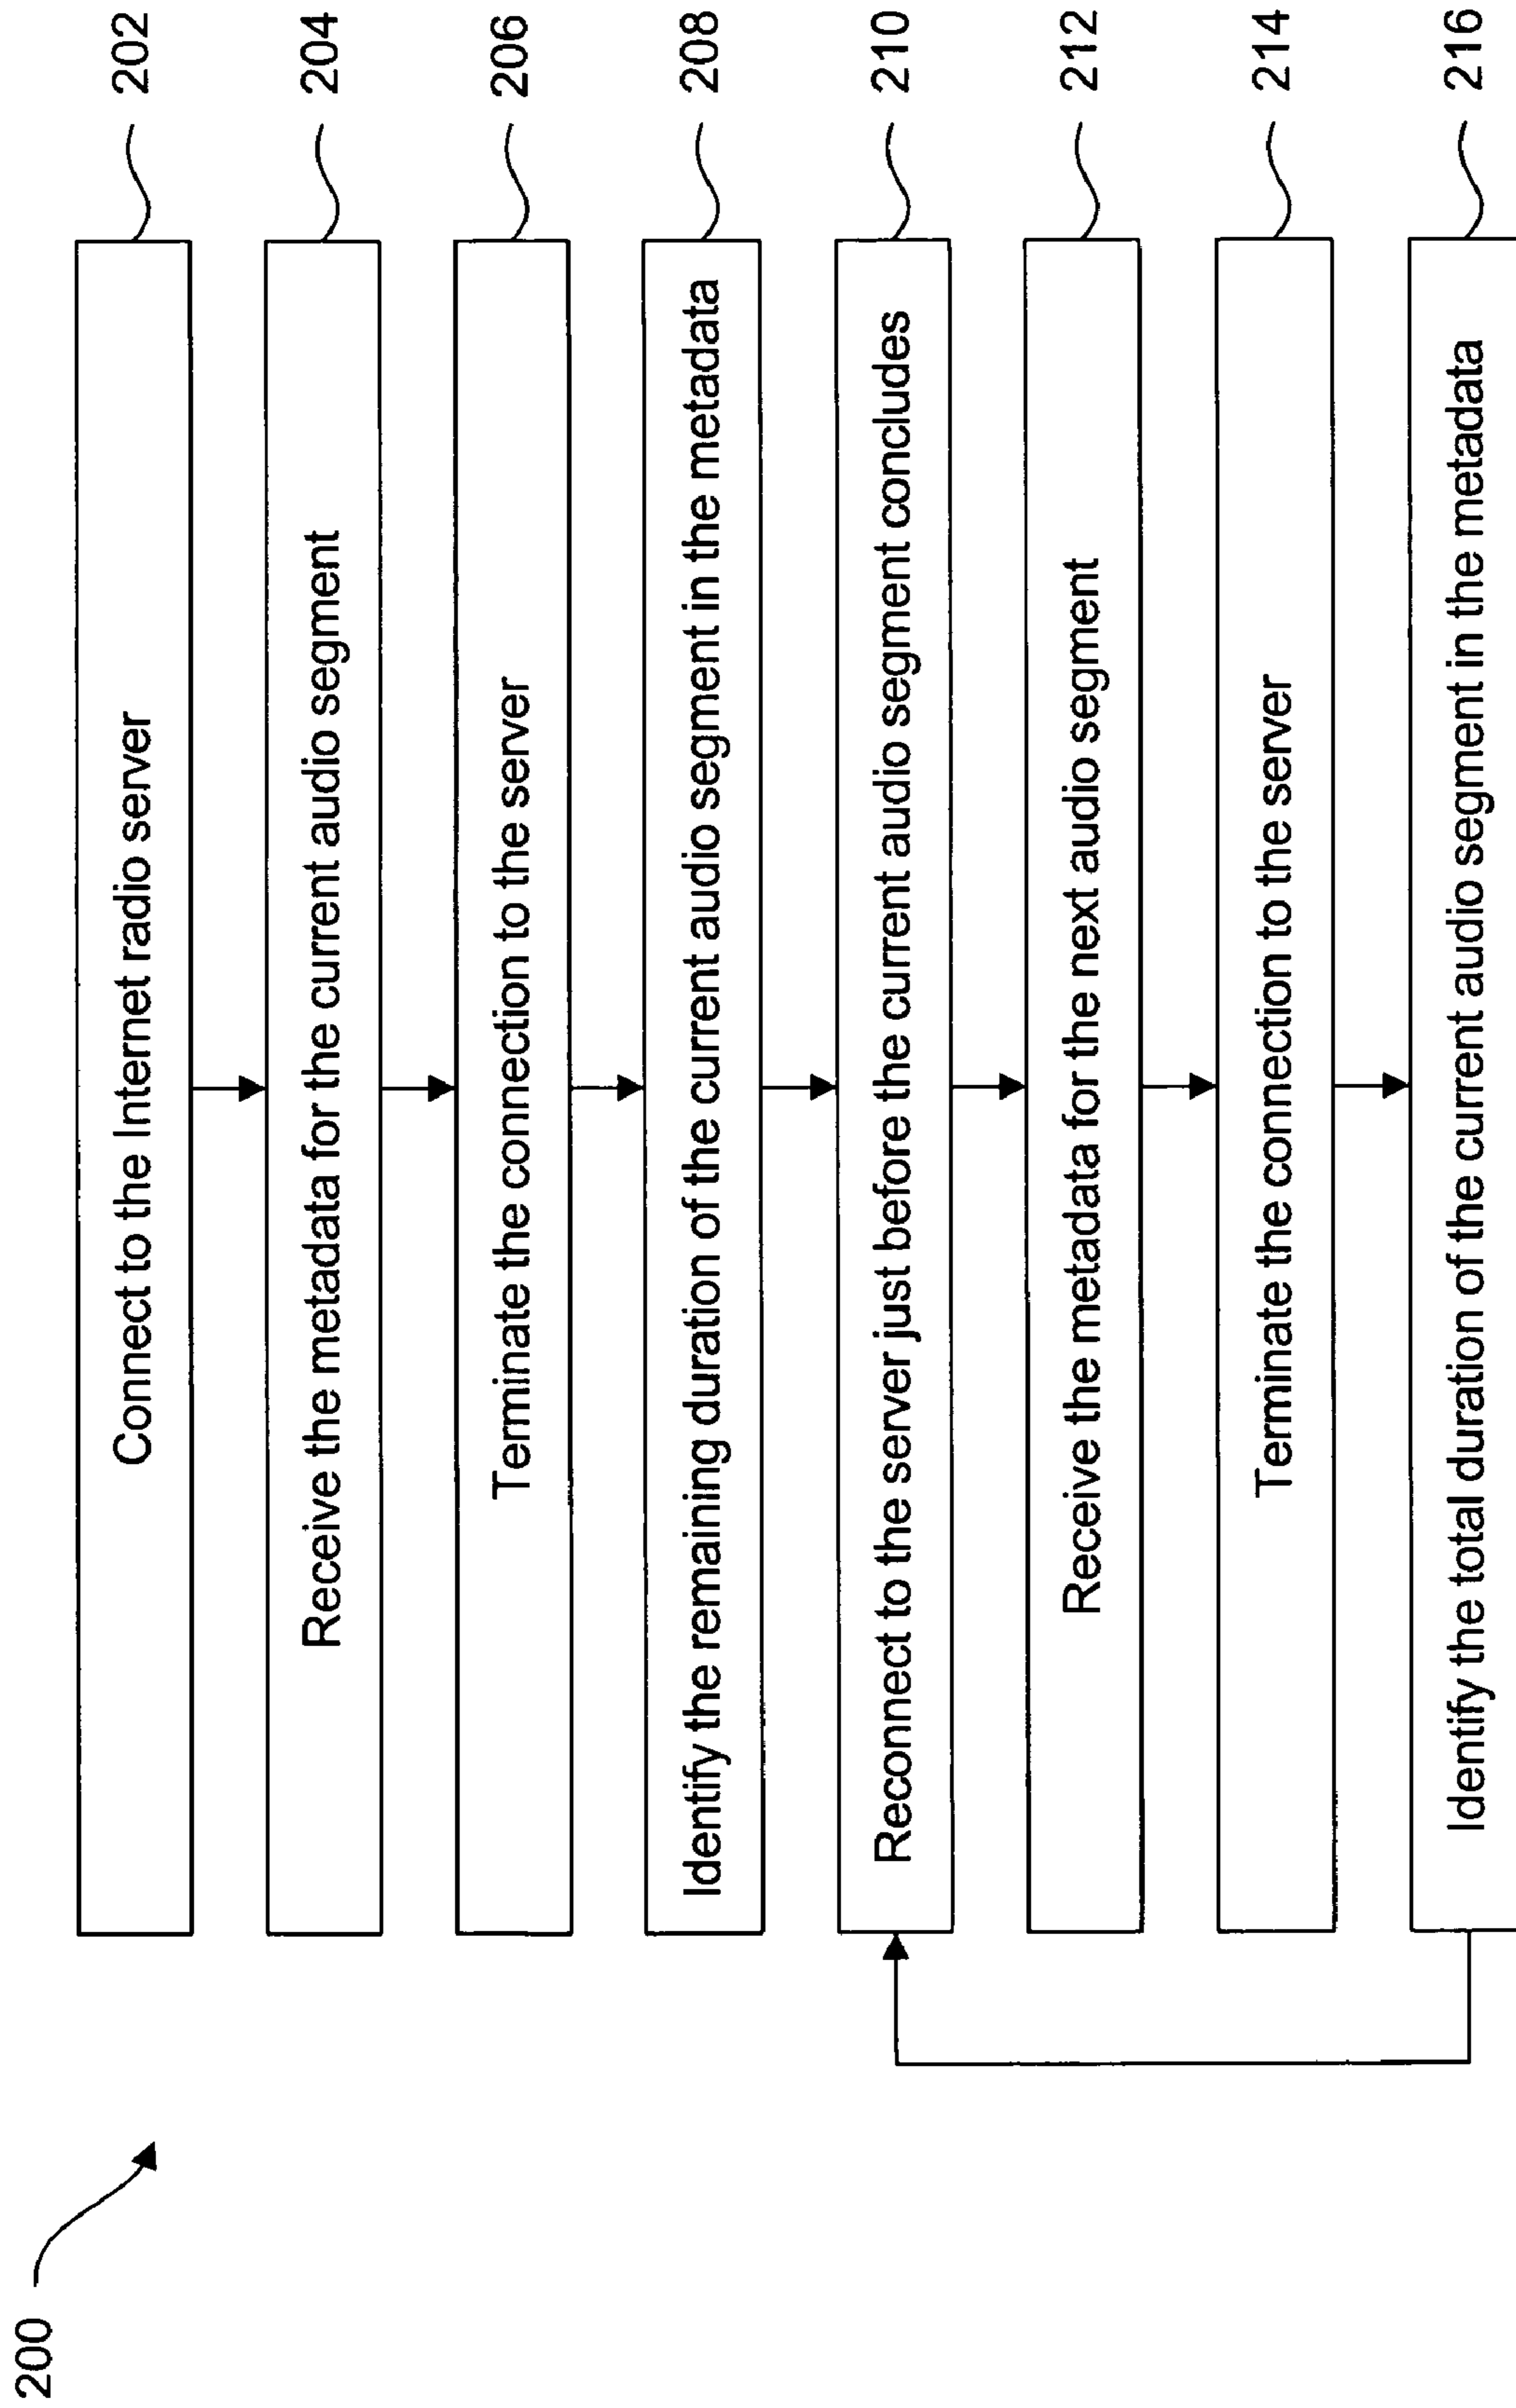 200
Connect to the Internet radio server
202
Receive the metadata for the current audio segment
204
Terminate the connection to the server
206
Identify the remaining duration of the current audio segment in the metadata
208
Reconnect to the server just before the current audio segment concludes
210
Receive the metadata for the next audio segment
212
Terminate the connection to the server
214
Identify the total duration of the current audio segment in the metadata
216